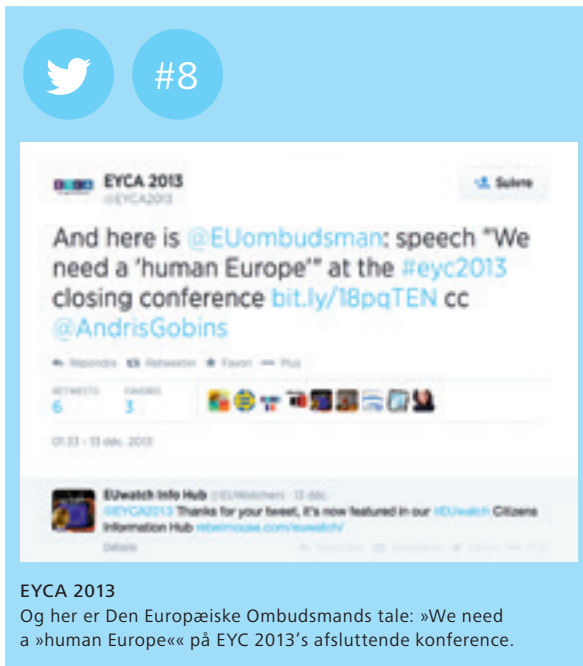 #8
EYCA 2013
@EYCA2013
Suivre
And here is @EUombudsman: speech "We
need a 'human Europe'" at the #eyc2013
closing conference bit.ly/18pqTEN cc
@AndrisGobins
Répondre Retweeter Favori Plus
RETWEETS FAVORIS
6 3
01:33 - 13 déc. 2013
EUwatch Info Hub @EUWatchers · 13 déc.
@EYCA2013 Thanks for your tweet, it's now featured in our #EUwatch Citizens
Information Hub rebelmouse.com/euwatch/
Détails
EYCA 2013
Og her er Den Europæiske Ombudsmands tale: »We need
a »human Europe«« på EYC 2013's afsluttende konference.